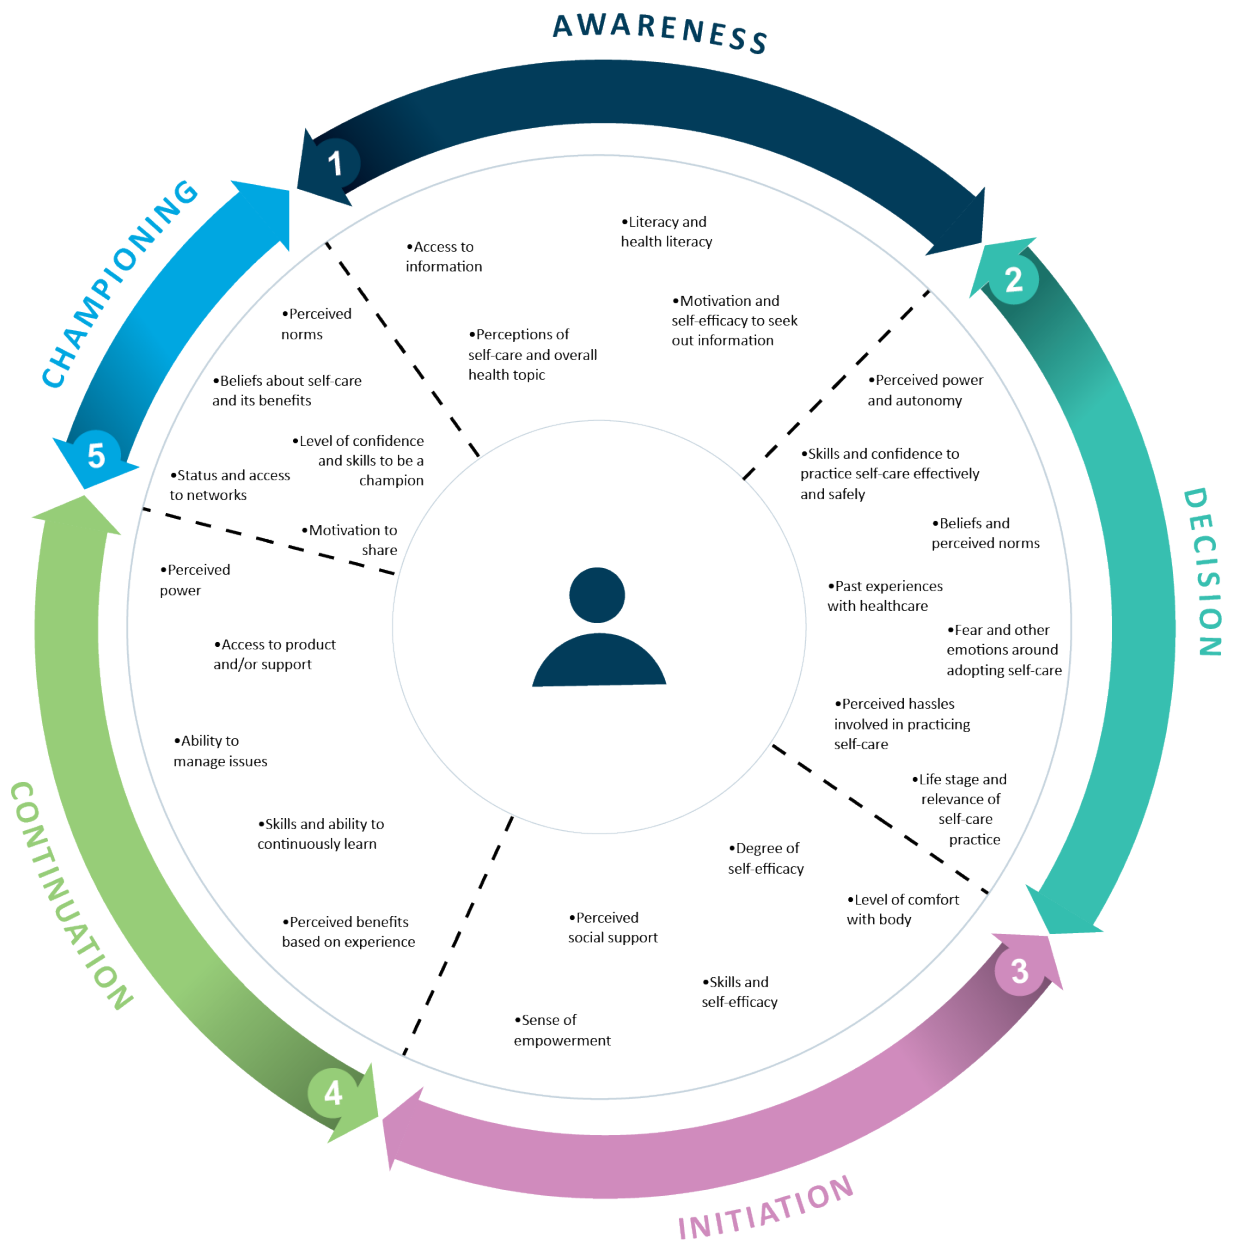 AWARENESS
1
•Access to
information
•Literacy and
health literacy
•Perceptions of
self-care and overall
health topic
•Motivation and
self-efficacy to seek
out information
DECISION
2
•Perceived power
and autonomy
•Skills and confidence to
practice self-care effectively
and safely
•Beliefs and
perceived norms
•Past experiences
with healthcare
•Fear and other
emotions around
adopting self-care
•Perceived hassles
involved in practicing
self-care
•Life stage and
relevance of
self-care
practice
INITIATION
3
•Degree of
self-efficacy
•Level of comfort
with body
•Perceived
social support
•Skills and
self-efficacy
•Sense of
empowerment
CONTINUATION
4
•Perceived
power
•Access to product
and/or support
•Ability to
manage issues
•Skills and ability to
continuously learn
•Perceived benefits
based on experience
CHAMPIONING
5
•Perceived
norms
•Beliefs about self-care
and its benefits
•Level of confidence
and skills to be a
champion
•Status and access
to networks
•Motivation to
share